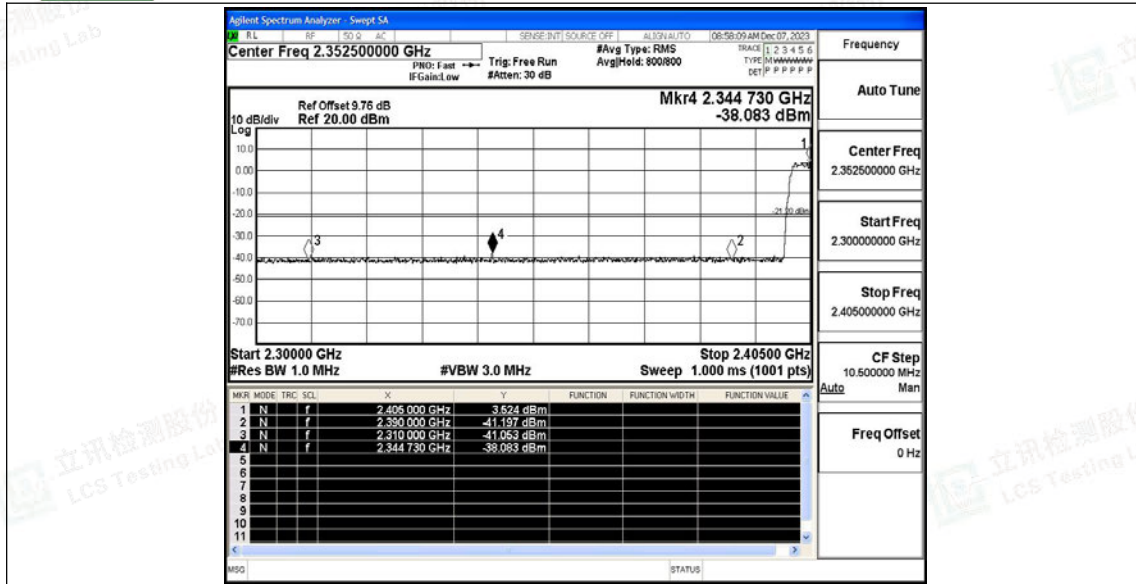 Agilent Spectrum Analyzer - Swept SA
RL RF 50 Ω AC SENSE:INT SOURCE OFF ALIGNAUTO 08:58:09 AM Dec 07, 2023
Center Freq 2.352500000 GHz
PNO: Fast
IFGain:Low
Trig: Free Run
#Atten: 30 dB
#Avg Type: RMS
Avg|Hold: 800/800
TRACE 1 2 3 4 5 6
TYPE M W W W W W
DET P P P P P P
Ref Offset 9.76 dB
10 dB/div Ref 20.00 dBm
Log
Mkr4 2.344 730 GHz
-38.083 dBm
10.0
0.00
-10.0
-20.0
-30.0
-40.0
-50.0
-60.0
-70.0
1
3
4
2
Start 2.30000 GHz Stop 2.40500 GHz
#Res BW 1.0 MHz #VBW 3.0 MHz Sweep 1.000 ms (1001 pts)
MKR MODE TRC SCL X Y FUNCTION FUNCTION WIDTH FUNCTION VALUE
1 N f 2.405 000 GHz 3.524 dBm
2 N f 2.390 000 GHz -41.197 dBm
3 N f 2.310 000 GHz -41.053 dBm
4 N f 2.344 730 GHz -38.083 dBm
5
6
7
8
9
10
11
MSG STATUS
Frequency
Auto Tune
Center Freq
2.352500000 GHz
Start Freq
2.300000000 GHz
Stop Freq
2.405000000 GHz
CF Step
10.500000 MHz
Auto Man
Freq Offset
0 Hz
立讯检测股份
LCS Testing Lab
立讯检测股份
LCS Testing L